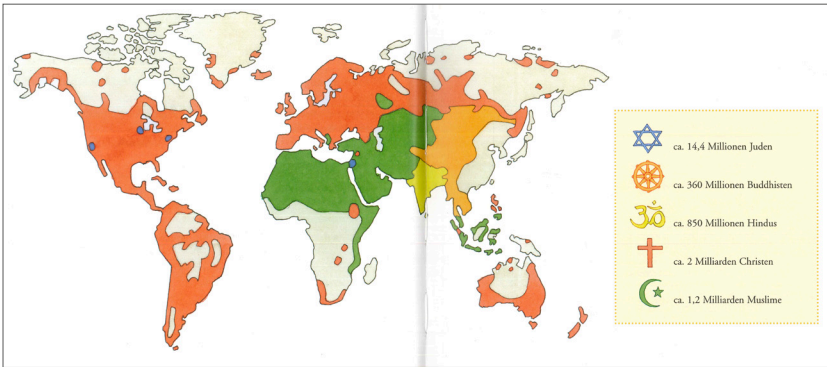 ca. 14,4 Millionen Juden
ca. 360 Millionen Buddhisten
ca. 850 Millionen Hindus
ca. 2 Milliarden Christen
ca. 1,2 Milliarden Muslime